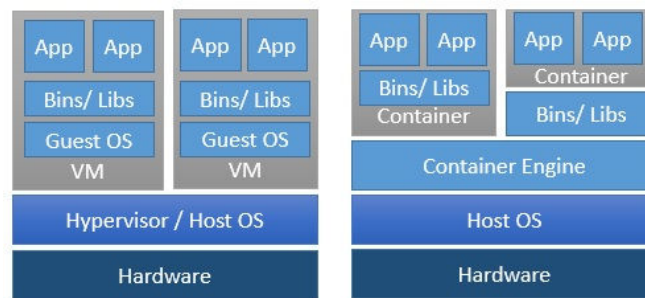 App App
Bins/ Libs
Guest OS
VM
App App
Bins/ Libs
Guest OS
VM
Hypervisor / Host OS
Hardware
App App
Bins/ Libs
Container
App App
Container
Bins/ Libs
Container Engine
Host OS
Hardware